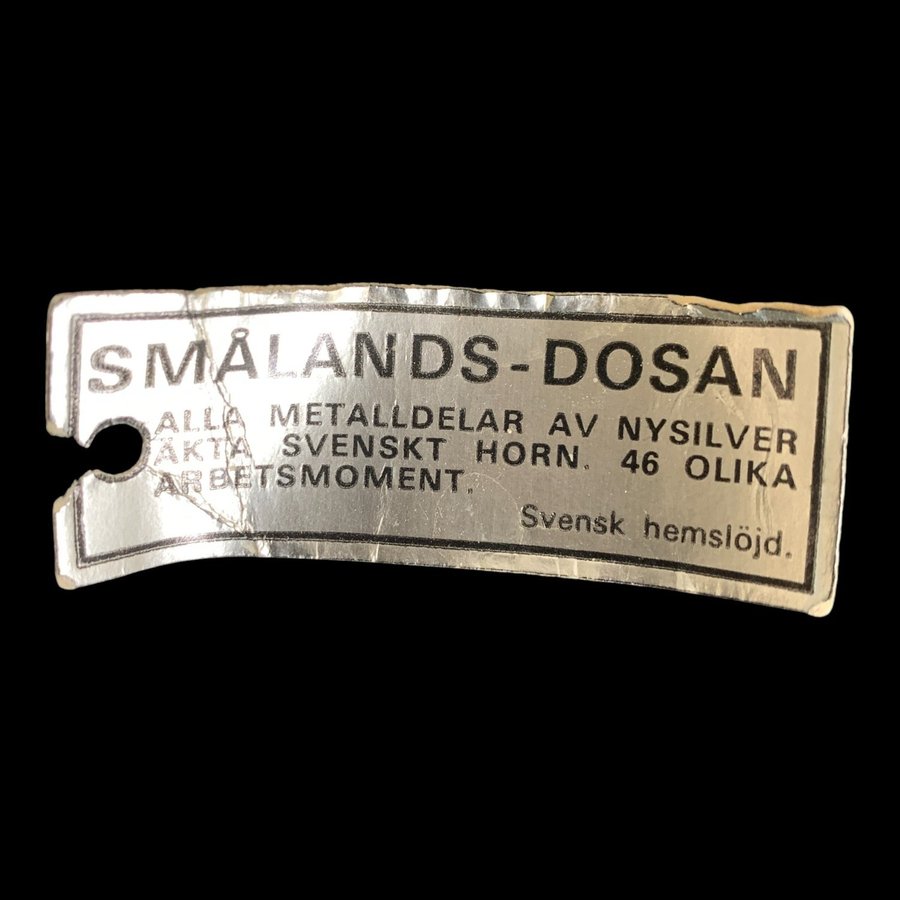 SMÅLANDS-DOSAN
ALLA METALLDELAR AV NYSILVER
ÄKTA SVENSKT HORN. 46 OLIKA
ARBETSMOMENT.
Svensk hemslöjd.